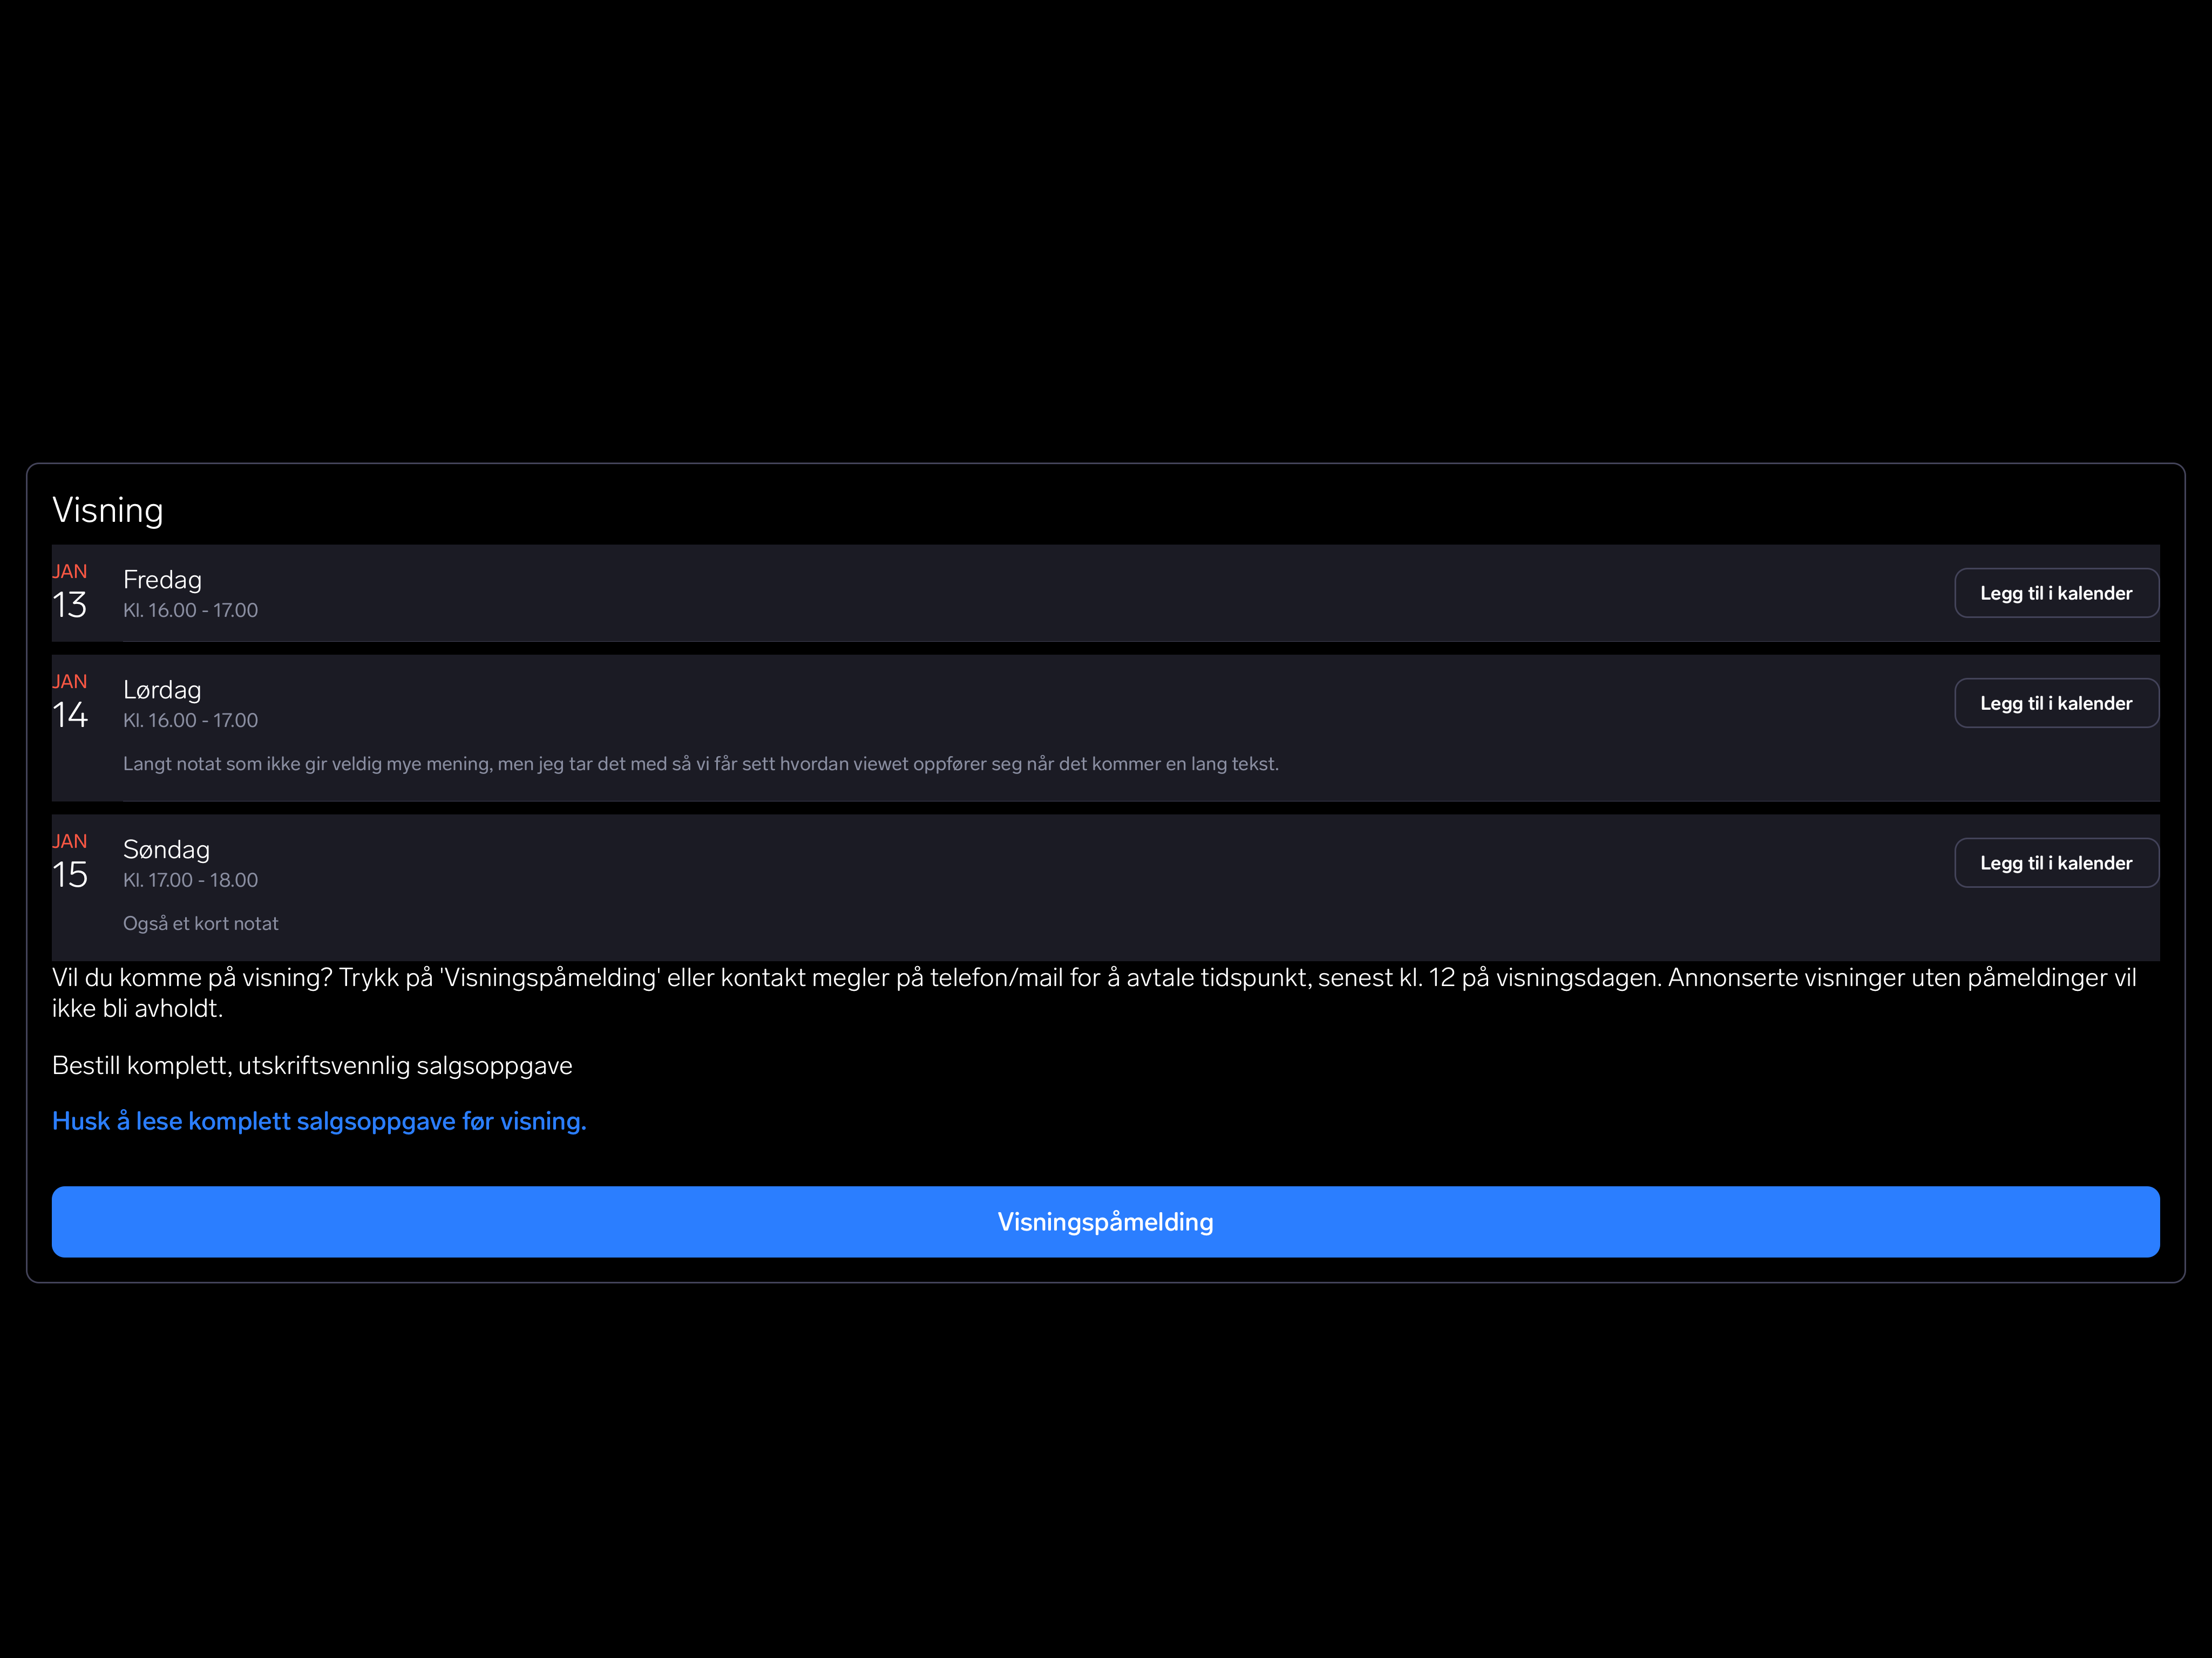 Visning
JAN
13
Fredag
Kl. 16.00 - 17.00
Legg til i kalender
JAN
14
Lørdag
Kl. 16.00 - 17.00
Legg til i kalender
Langt notat som ikke gir veldig mye mening, men jeg tar det med så vi får sett hvordan viewet oppfører seg når det kommer en lang tekst.
JAN
15
Søndag
Kl. 17.00 - 18.00
Legg til i kalender
Også et kort notat
Vil du komme på visning? Trykk på 'Visningspåmelding' eller kontakt megler på telefon/mail for å avtale tidspunkt, senest kl. 12 på visningsdagen. Annonserte visninger uten påmeldinger vil
ikke bli avholdt.
Bestill komplett, utskriftsvennlig salgsoppgave
Husk å lese komplett salgsoppgave før visning.
Visningspåmelding